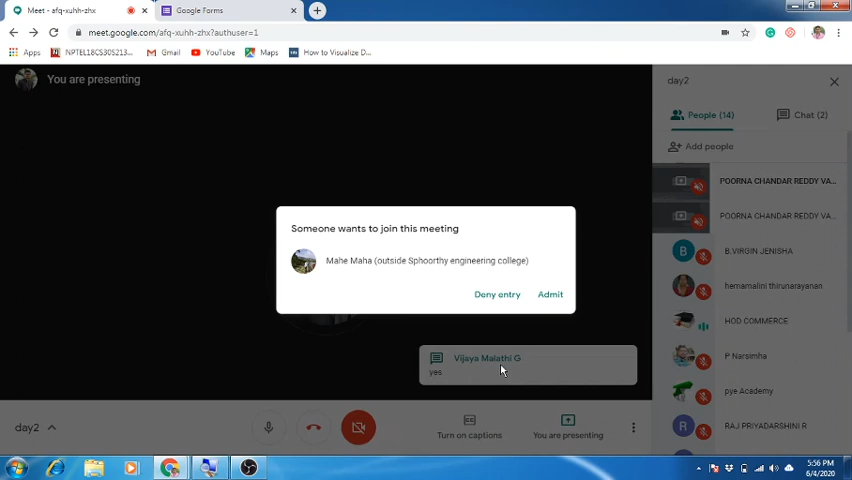 Meet - afq-xuhh-zhx
Google Forms
meet.google.com/afq-xuhh-zhx?authuser=1
Apps
NPTEL18CS30S213...
Gmail
YouTube
Maps
How to Visualize D...
You are presenting
day2
People (14)
Chat (2)
Add people
POORNA CHANDAR REDDY VA...
POORNA CHANDAR REDDY VA...
B.VIRGIN JENISHA
hemamalini thirunarayanan
HOD COMMERCE
P Narsimha
pye Academy
RAJ PRIYADARSHINI R
Someone wants to join this meeting
Mahe Maha (outside Sphoorthy engineering college)
Deny entry
Admit
Vijaya Malathi G
yes
day2
Turn on captions
You are presenting
5:56 PM
6/4/2020